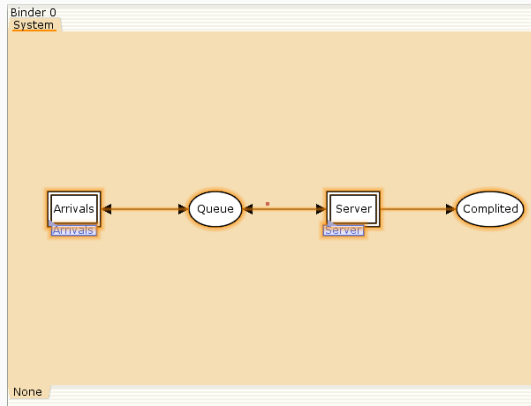 Binder 0
System
Arrivals
Queue
Server
Complited
Arrivals
Server
None